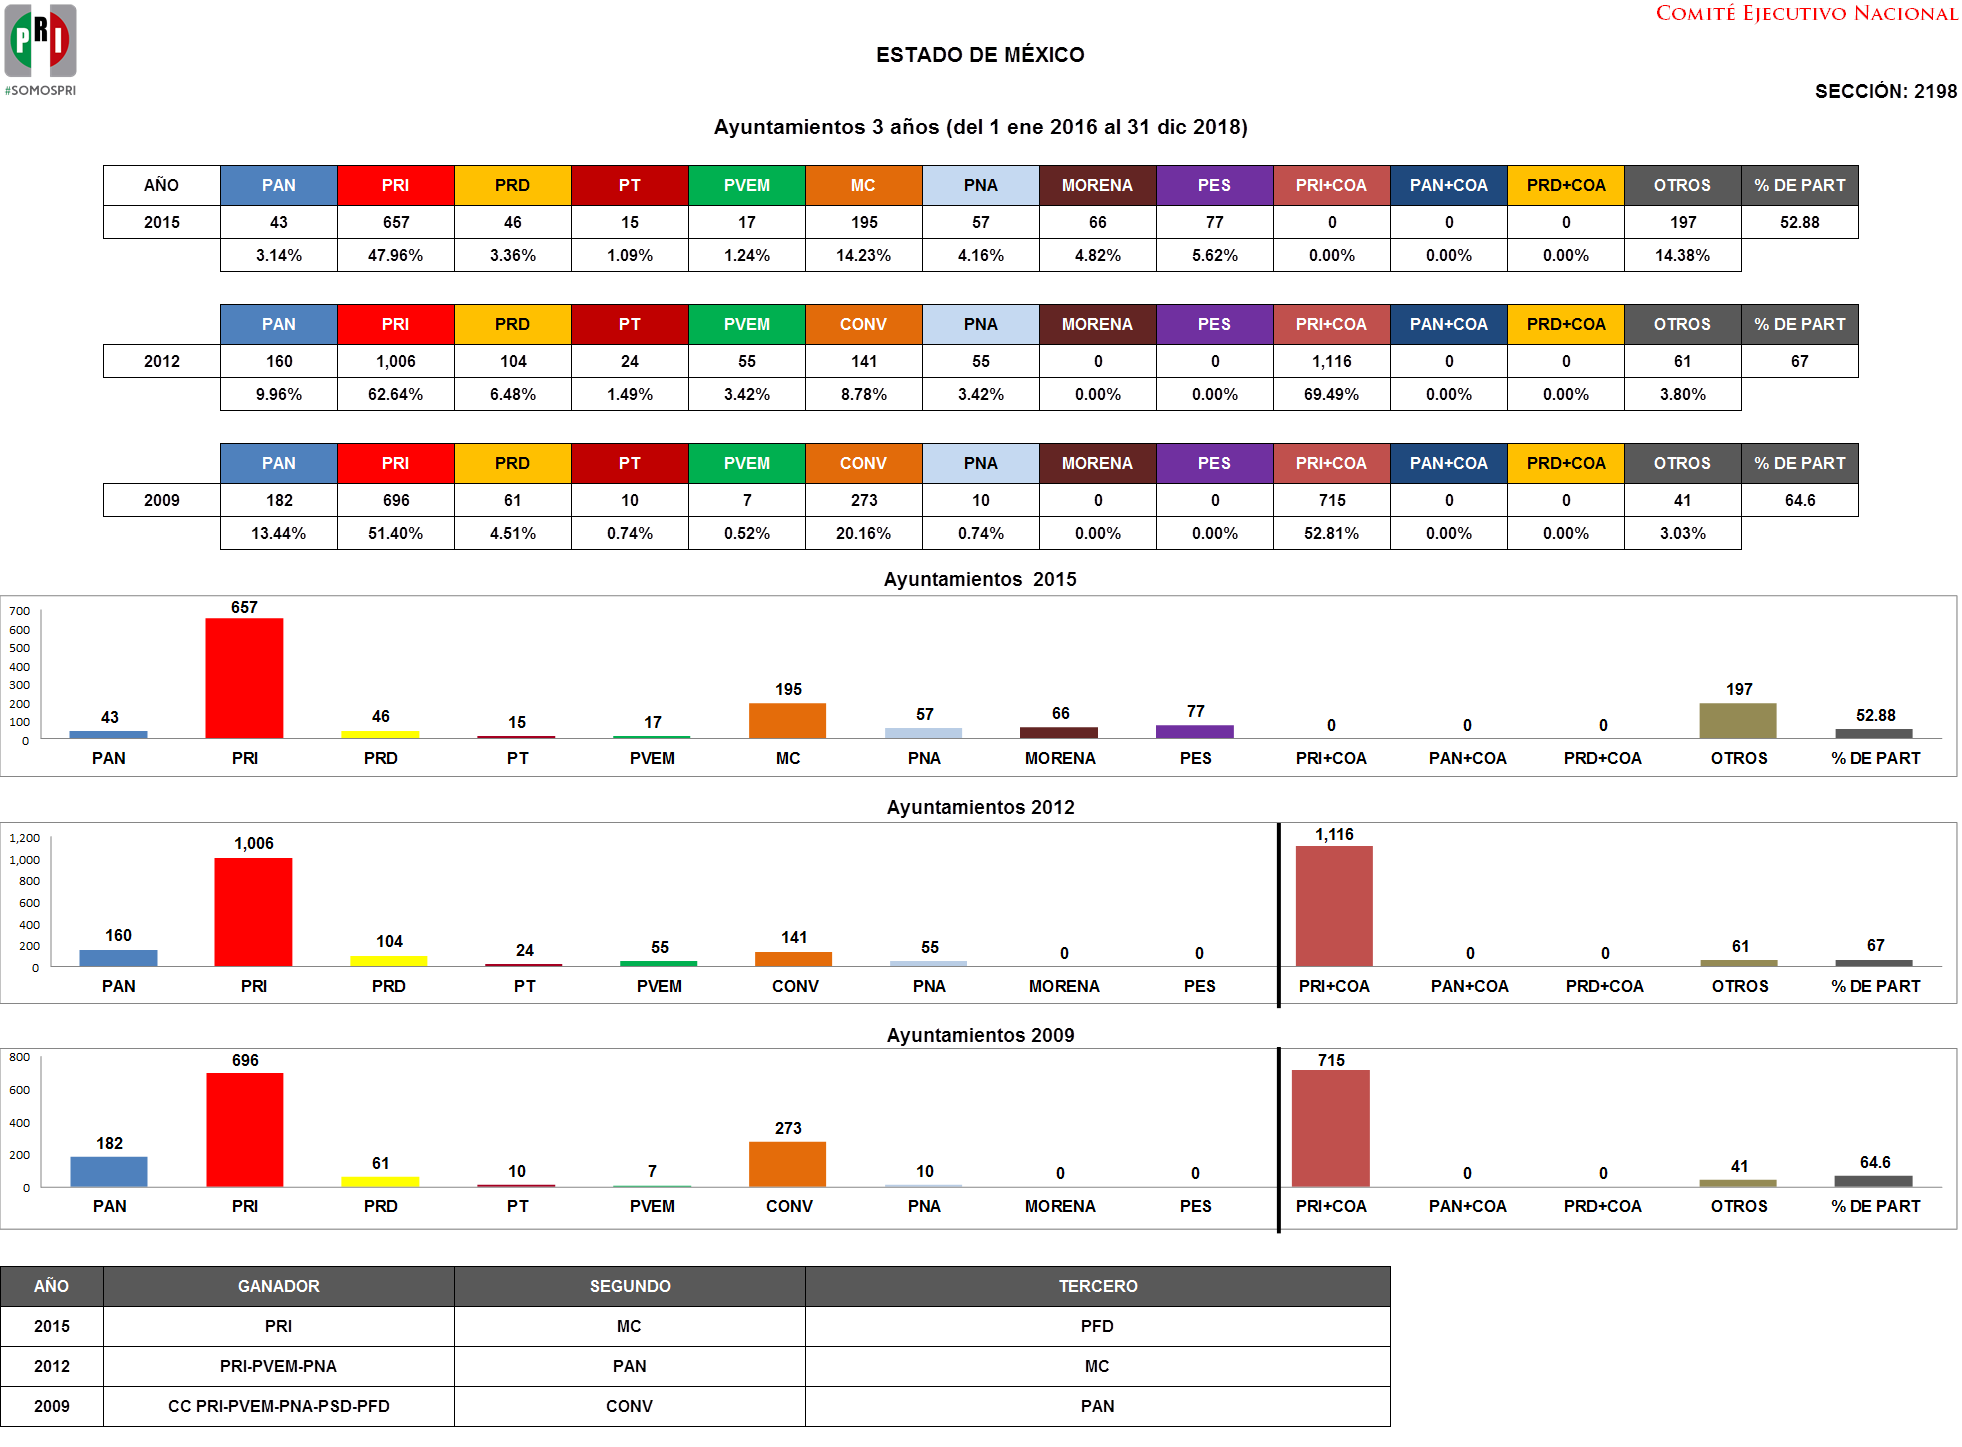 PRI
#SOMOSPRI
COMITÉ EJECUTIVO NACIONAL
ESTADO DE MÉXICO
SECCIÓN: 2198
Ayuntamientos 3 años (del 1 ene 2016 al 31 dic 2018)
AÑO PAN PRI PRD PT PVEM MC PNA MORENA PES PRI+COA PAN+COA PRD+COA OTROS % DE PART
2015 43 657 46 15 17 195 57 66 77 0 0 0 197 52.88
3.14% 47.96% 3.36% 1.09% 1.24% 14.23% 4.16% 4.82% 5.62% 0.00% 0.00% 0.00% 14.38%
PAN PRI PRD PT PVEM CONV PNA MORENA PES PRI+COA PAN+COA PRD+COA OTROS % DE PART
2012 160 1,006 104 24 55 141 55 0 0 1,116 0 0 61 67
9.96% 62.64% 6.48% 1.49% 3.42% 8.78% 3.42% 0.00% 0.00% 69.49% 0.00% 0.00% 3.80%
PAN PRI PRD PT PVEM CONV PNA MORENA PES PRI+COA PAN+COA PRD+COA OTROS % DE PART
2009 182 696 61 10 7 273 10 0 0 715 0 0 41 64.6
13.44% 51.40% 4.51% 0.74% 0.52% 20.16% 0.74% 0.00% 0.00% 52.81% 0.00% 0.00% 3.03%
Ayuntamientos 2015
700
600
500
400
300
200
100
0
43 657 46 15 17 195 57 66 77 0 0 0 197 52.88
PAN PRI PRD PT PVEM MC PNA MORENA PES PRI+COA PAN+COA PRD+COA OTROS % DE PART
Ayuntamientos 2012
1,200
1,000
800
600
400
200
0
160 1,006 104 24 55 141 55 0 0 1,116 0 0 61 67
PAN PRI PRD PT PVEM CONV PNA MORENA PES PRI+COA PAN+COA PRD+COA OTROS % DE PART
Ayuntamientos 2009
800
600
400
200
0
182 696 61 10 7 273 10 0 0 715 0 0 41 64.6
PAN PRI PRD PT PVEM CONV PNA MORENA PES PRI+COA PAN+COA PRD+COA OTROS % DE PART
AÑO GANADOR SEGUNDO TERCERO
2015 PRI MC PFD
2012 PRI-PVEM-PNA PAN MC
2009 CC PRI-PVEM-PNA-PSD-PFD CONV PAN